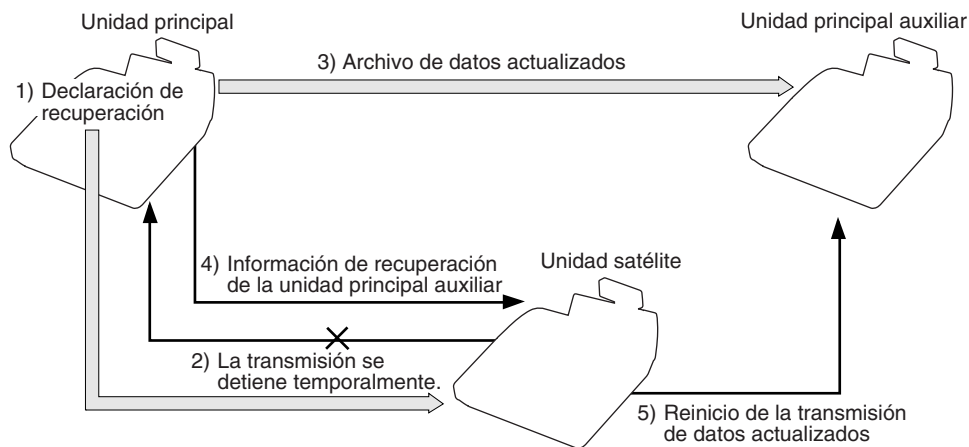 Unidad principal
Unidad principal auxiliar
3) Archivo de datos actualizados
1) Declaración de
recuperación
4) Información de recuperación
de la unidad principal auxiliar
Unidad satélite
2) La transmisión se
detiene temporalmente.
5) Reinicio de la transmisión
de datos actualizados